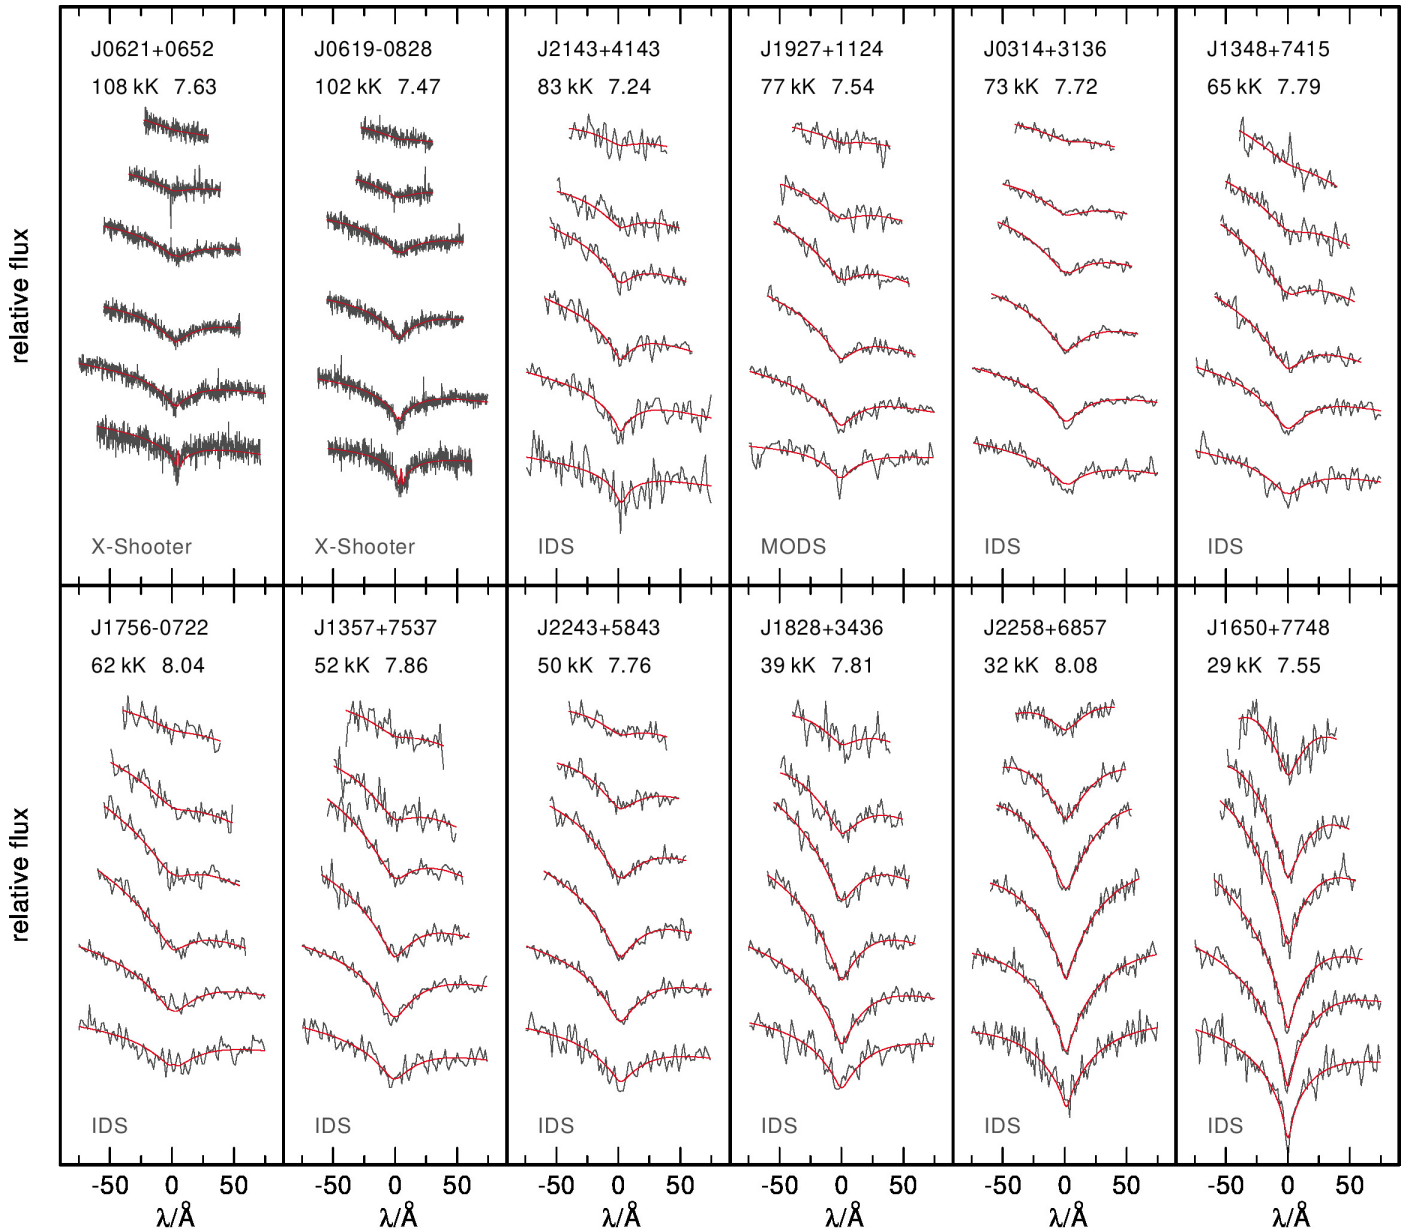 relative flux
J0621+0652
108 kK 7.63
X-Shooter
J0619-0828
102 kK 7.47
X-Shooter
J2143+4143
83 kK 7.24
IDS
J1927+1124
77 kK 7.54
MODS
J0314+3136
73 kK 7.72
IDS
J1348+7415
65 kK 7.79
IDS
relative flux
J1756-0722
62 kK 8.04
IDS
J1357+7537
52 kK 7.86
IDS
J2243+5843
50 kK 7.76
IDS
J1828+3436
39 kK 7.81
IDS
J2258+6857
32 kK 8.08
IDS
J1650+7748
29 kK 7.55
IDS
-50 0 50 -50 0 50 -50 0 50 -50 0 50 -50 0 50 -50 0 50
λ/Å λ/Å λ/Å λ/Å λ/Å λ/Å